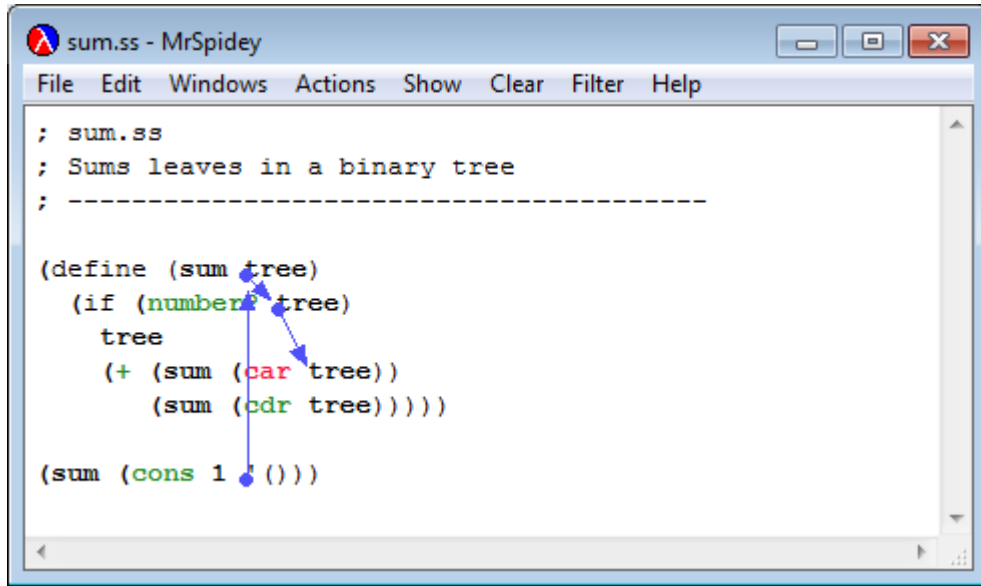 sum.ss - MrSpidey
File Edit Windows Actions Show Clear Filter Help
; sum.ss
; Sums leaves in a binary tree
; ----------------------------------------
(define (sum tree)
  (if (number? tree)
    tree
    (+ (sum (car tree))
       (sum (cdr tree)))))
(sum (cons 1 '()))